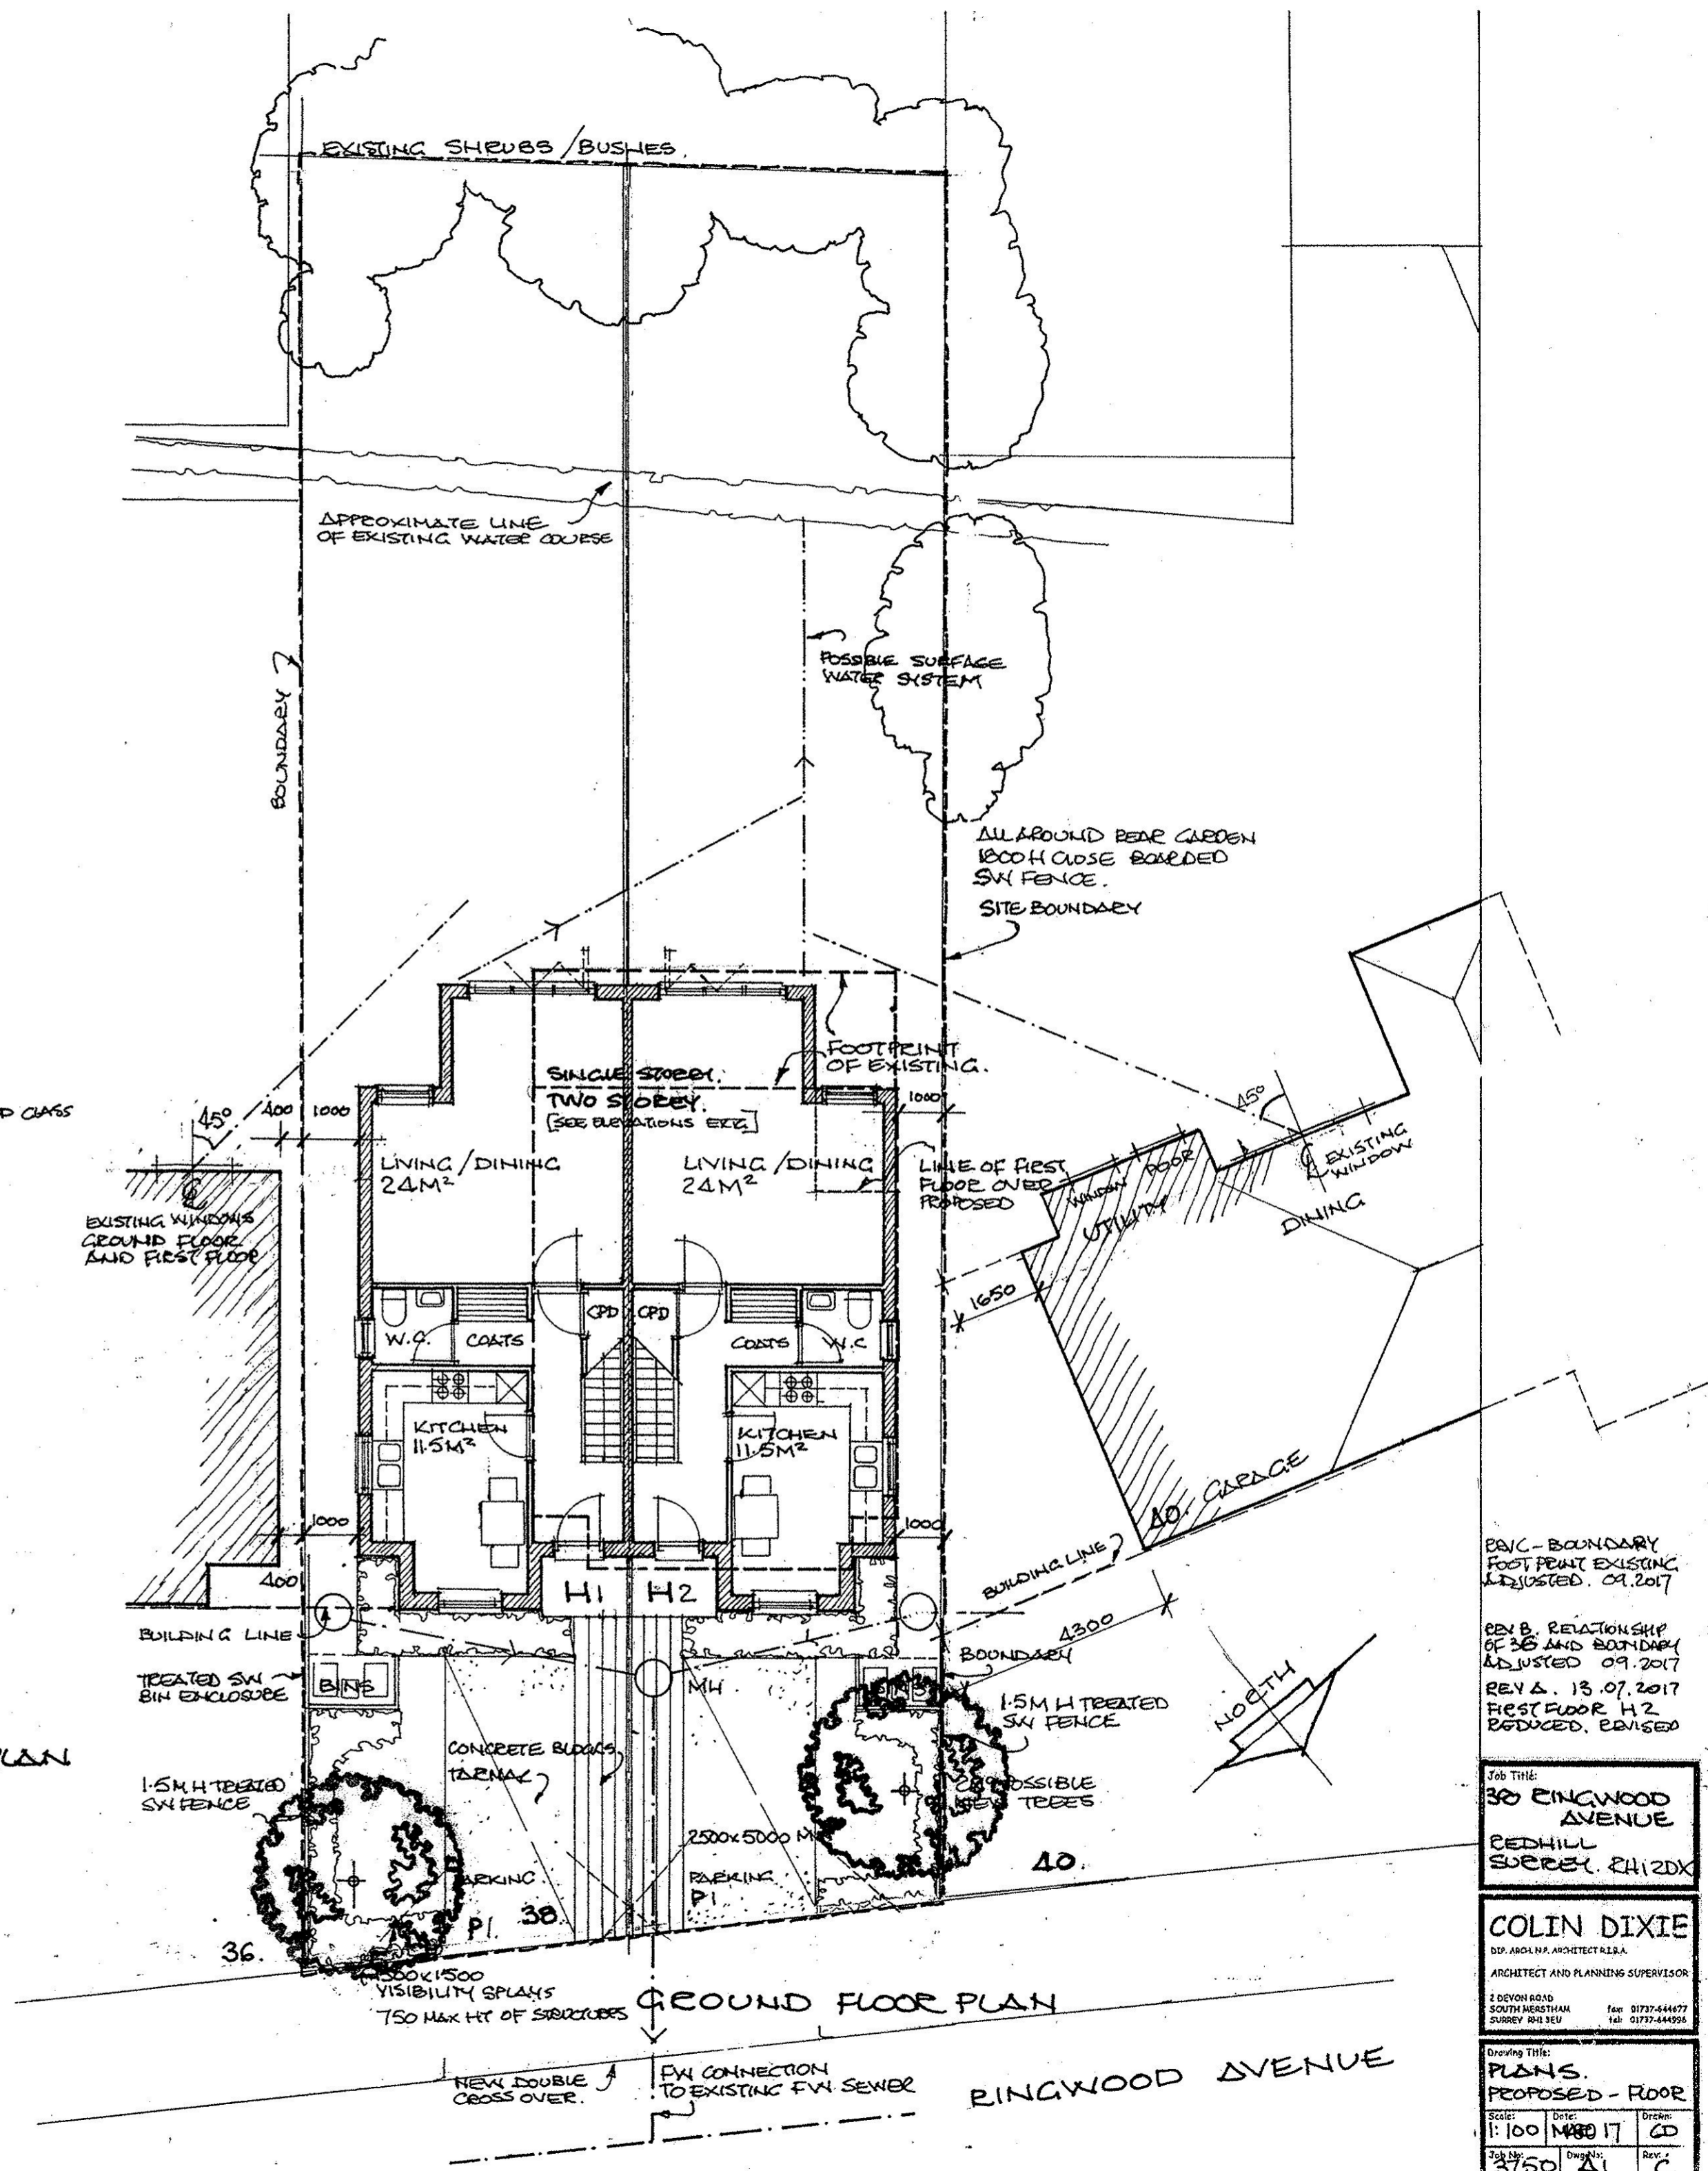 EXISTING SHRUBS/BUSHES.
APPROXIMATE LINE
OF EXISTING WATER COURSE
POSSIBLE SURFACE
WATER SYSTEM
BOUNDARY
ALL AROUND REAR GARDEN
1800 H CLOSE BOARDED
SW FENCE.
SITE BOUNDARY
FOOTPRINT
OF EXISTING.
SINGLE STOREY.
TWO STOREY.
[SEE ELEVATIONS ETC]
D GLASS
45°
400
1000
1000
45°
EXISTING
WINDOW
LIVING/DINING
24M²
LIVING/DINING
24M²
LINE OF FIRST
FLOOR OVER
PROPOSED
WINDOW
DOOR
UTILITY
DINING
EXISTING WINDOWS
GROUND FLOOR
AND FIRST FLOOR
1650
W.C.
COATS
CPD
CPD
COATS
W.C
KITCHEN
11.5M²
KITCHEN
11.5M²
40. GARAGE
1000
1000
400
H1
H2
BUILDING LINE
BUILDING LINE
4300
TREATED SW
BIN ENCLOSURE
BINS
MH
BINS
BOUNDARY
1.5M H TREATED
SW FENCE
NORTH
CONCRETE BLOCKS
TARMAC
LAN
1.5M H TREATED
SW FENCE
POSSIBLE
NEW TREES
2500x5000 M
PARKING
P1.
38.
PARKING
P1
40.
36.
1500x1500
VISIBILITY SPLAYS
750 MAX HT OF STRUCTURES
GROUND FLOOR PLAN
NEW DOUBLE
CROSS OVER.
FW CONNECTION
TO EXISTING FW SEWER
RINGWOOD AVENUE
REV C - BOUNDARY
FOOT PRINT EXISTING
ADJUSTED. 09.2017
REV B. RELATIONSHIP
OF 36 AND BOUNDARY
ADJUSTED 09.2017
REV A. 13.07.2017
FIRST FLOOR H2
REDUCED. REVISED
Job Title:
38 RINGWOOD
AVENUE
REDHILL
SURREY. RH1 2DX
COLIN DIXIE
DIP. ARCH. N.P. ARCHITECT R.I.B.A.
ARCHITECT AND PLANNING SUPERVISOR
2 DEVON ROAD
SOUTH MERSTHAM fax: 01737-644677
SURREY RH1 3EU tel: 01737-644996
Drawing Title:
PLANS.
PROPOSED - FLOOR
Scale: Date: Drawn:
1:100 17 CD
Job No: Dwg No: Rev:
3750 A1 C